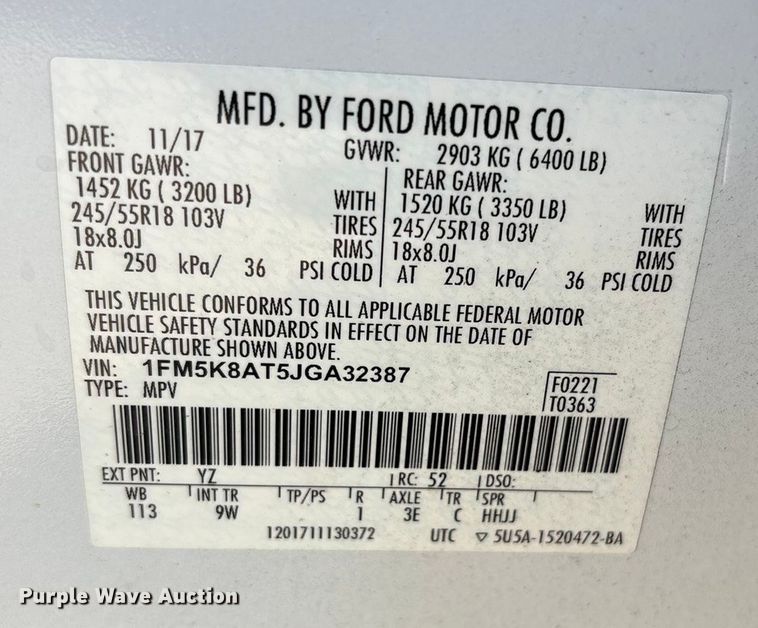 MFD. BY FORD MOTOR CO.
DATE: 11/17 GVWR: 2903 KG ( 6400 LB)
FRONT GAWR: REAR GAWR:
1452 KG ( 3200 LB) WITH 1520 KG ( 3350 LB) WITH
245/55R18 103V TIRES 245/55R18 103V TIRES
18x8.0J RIMS 18x8.0J RIMS
AT 250 kPa/ 36 PSI COLD AT 250 kPa/ 36 PSI COLD
THIS VEHICLE CONFORMS TO ALL APPLICABLE FEDERAL MOTOR
VEHICLE SAFETY STANDARDS IN EFFECT ON THE DATE OF
MANUFACTURE SHOWN ABOVE.
VIN: 1FM5K8AT5JGA32387
TYPE: MPV F0221
T0363
EXT PNT: YZ RC: 52 DSO:
WB INT TR TP/PS R AXLE TR SPR
113 9W 1 3E C HHJJ
1201711130372 UTC ▽ 5U5A-1520472-BA
Purple Wave Auction